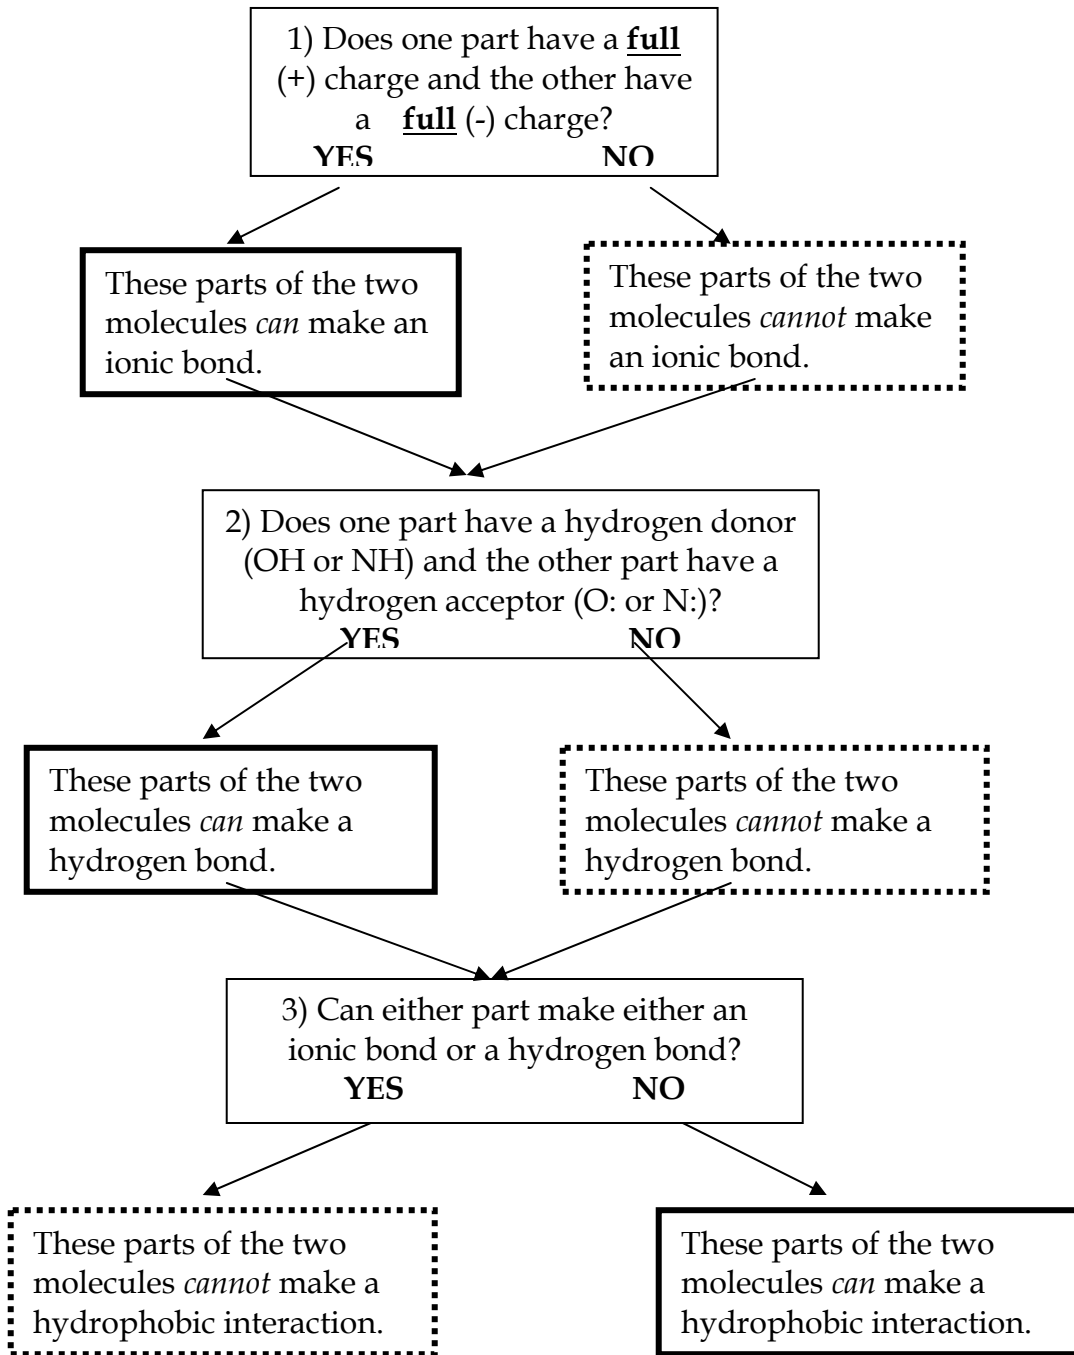 1) Does one part have a full
(+) charge and the other have
a full (-) charge?
YES NO
These parts of the two
molecules can make an
ionic bond.
These parts of the two
molecules cannot make
an ionic bond.
2) Does one part have a hydrogen donor
(OH or NH) and the other part have a
hydrogen acceptor (O: or N:)?
YES NO
These parts of the two
molecules can make a
hydrogen bond.
These parts of the two
molecules cannot make a
hydrogen bond.
3) Can either part make either an
ionic bond or a hydrogen bond?
YES NO
These parts of the two
molecules cannot make a
hydrophobic interaction.
These parts of the two
molecules can make a
hydrophobic interaction.